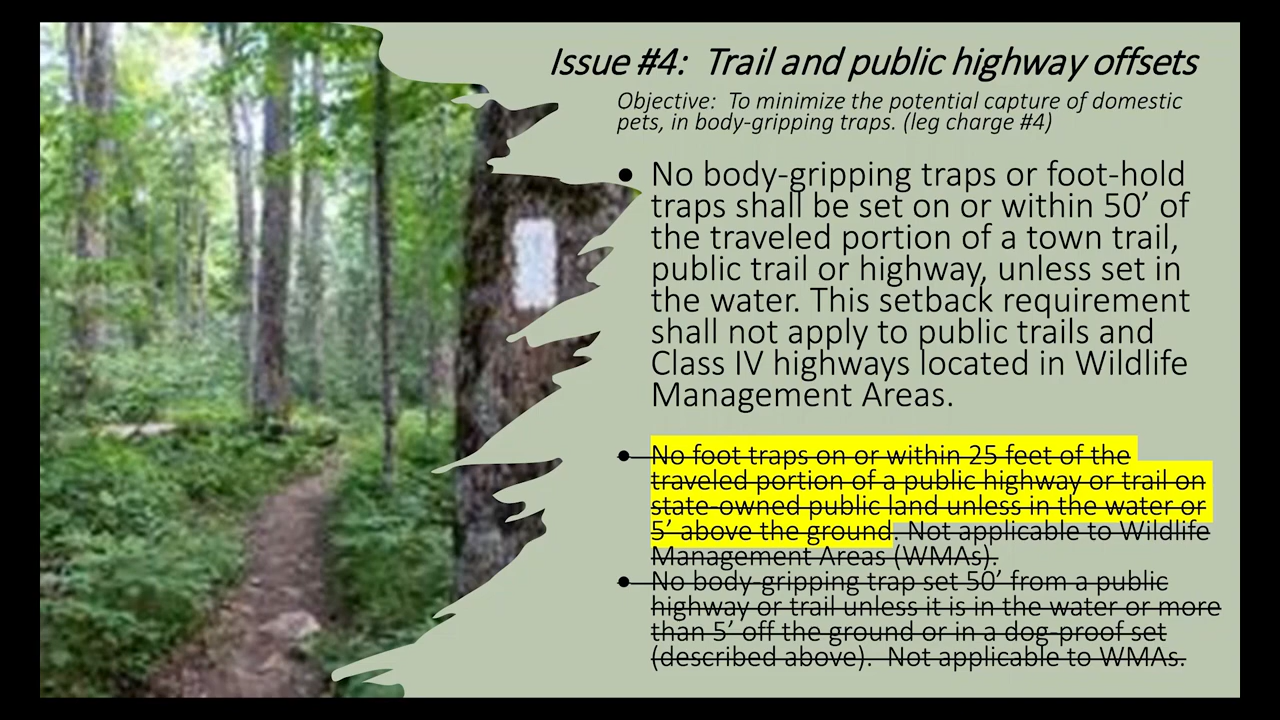 Issue #4:  Trail and public highway offsets
Objective:  To minimize the potential capture of domestic
pets, in body-gripping traps. (leg charge #4)
• No body-gripping traps or foot-hold
traps shall be set on or within 50’ of
the traveled portion of a town trail,
public trail or highway, unless set in
the water. This setback requirement
shall not apply to public trails and
Class IV highways located in Wildlife
Management Areas.
• No foot traps on or within 25 feet of the
traveled portion of a public highway or trail on
state-owned public land unless in the water or
5’ above the ground. Not applicable to Wildlife
Management Areas (WMAs).
• No body-gripping trap set 50’ from a public
highway or trail unless it is in the water or more
than 5’ off the ground or in a dog-proof set
(described above).  Not applicable to WMAs.